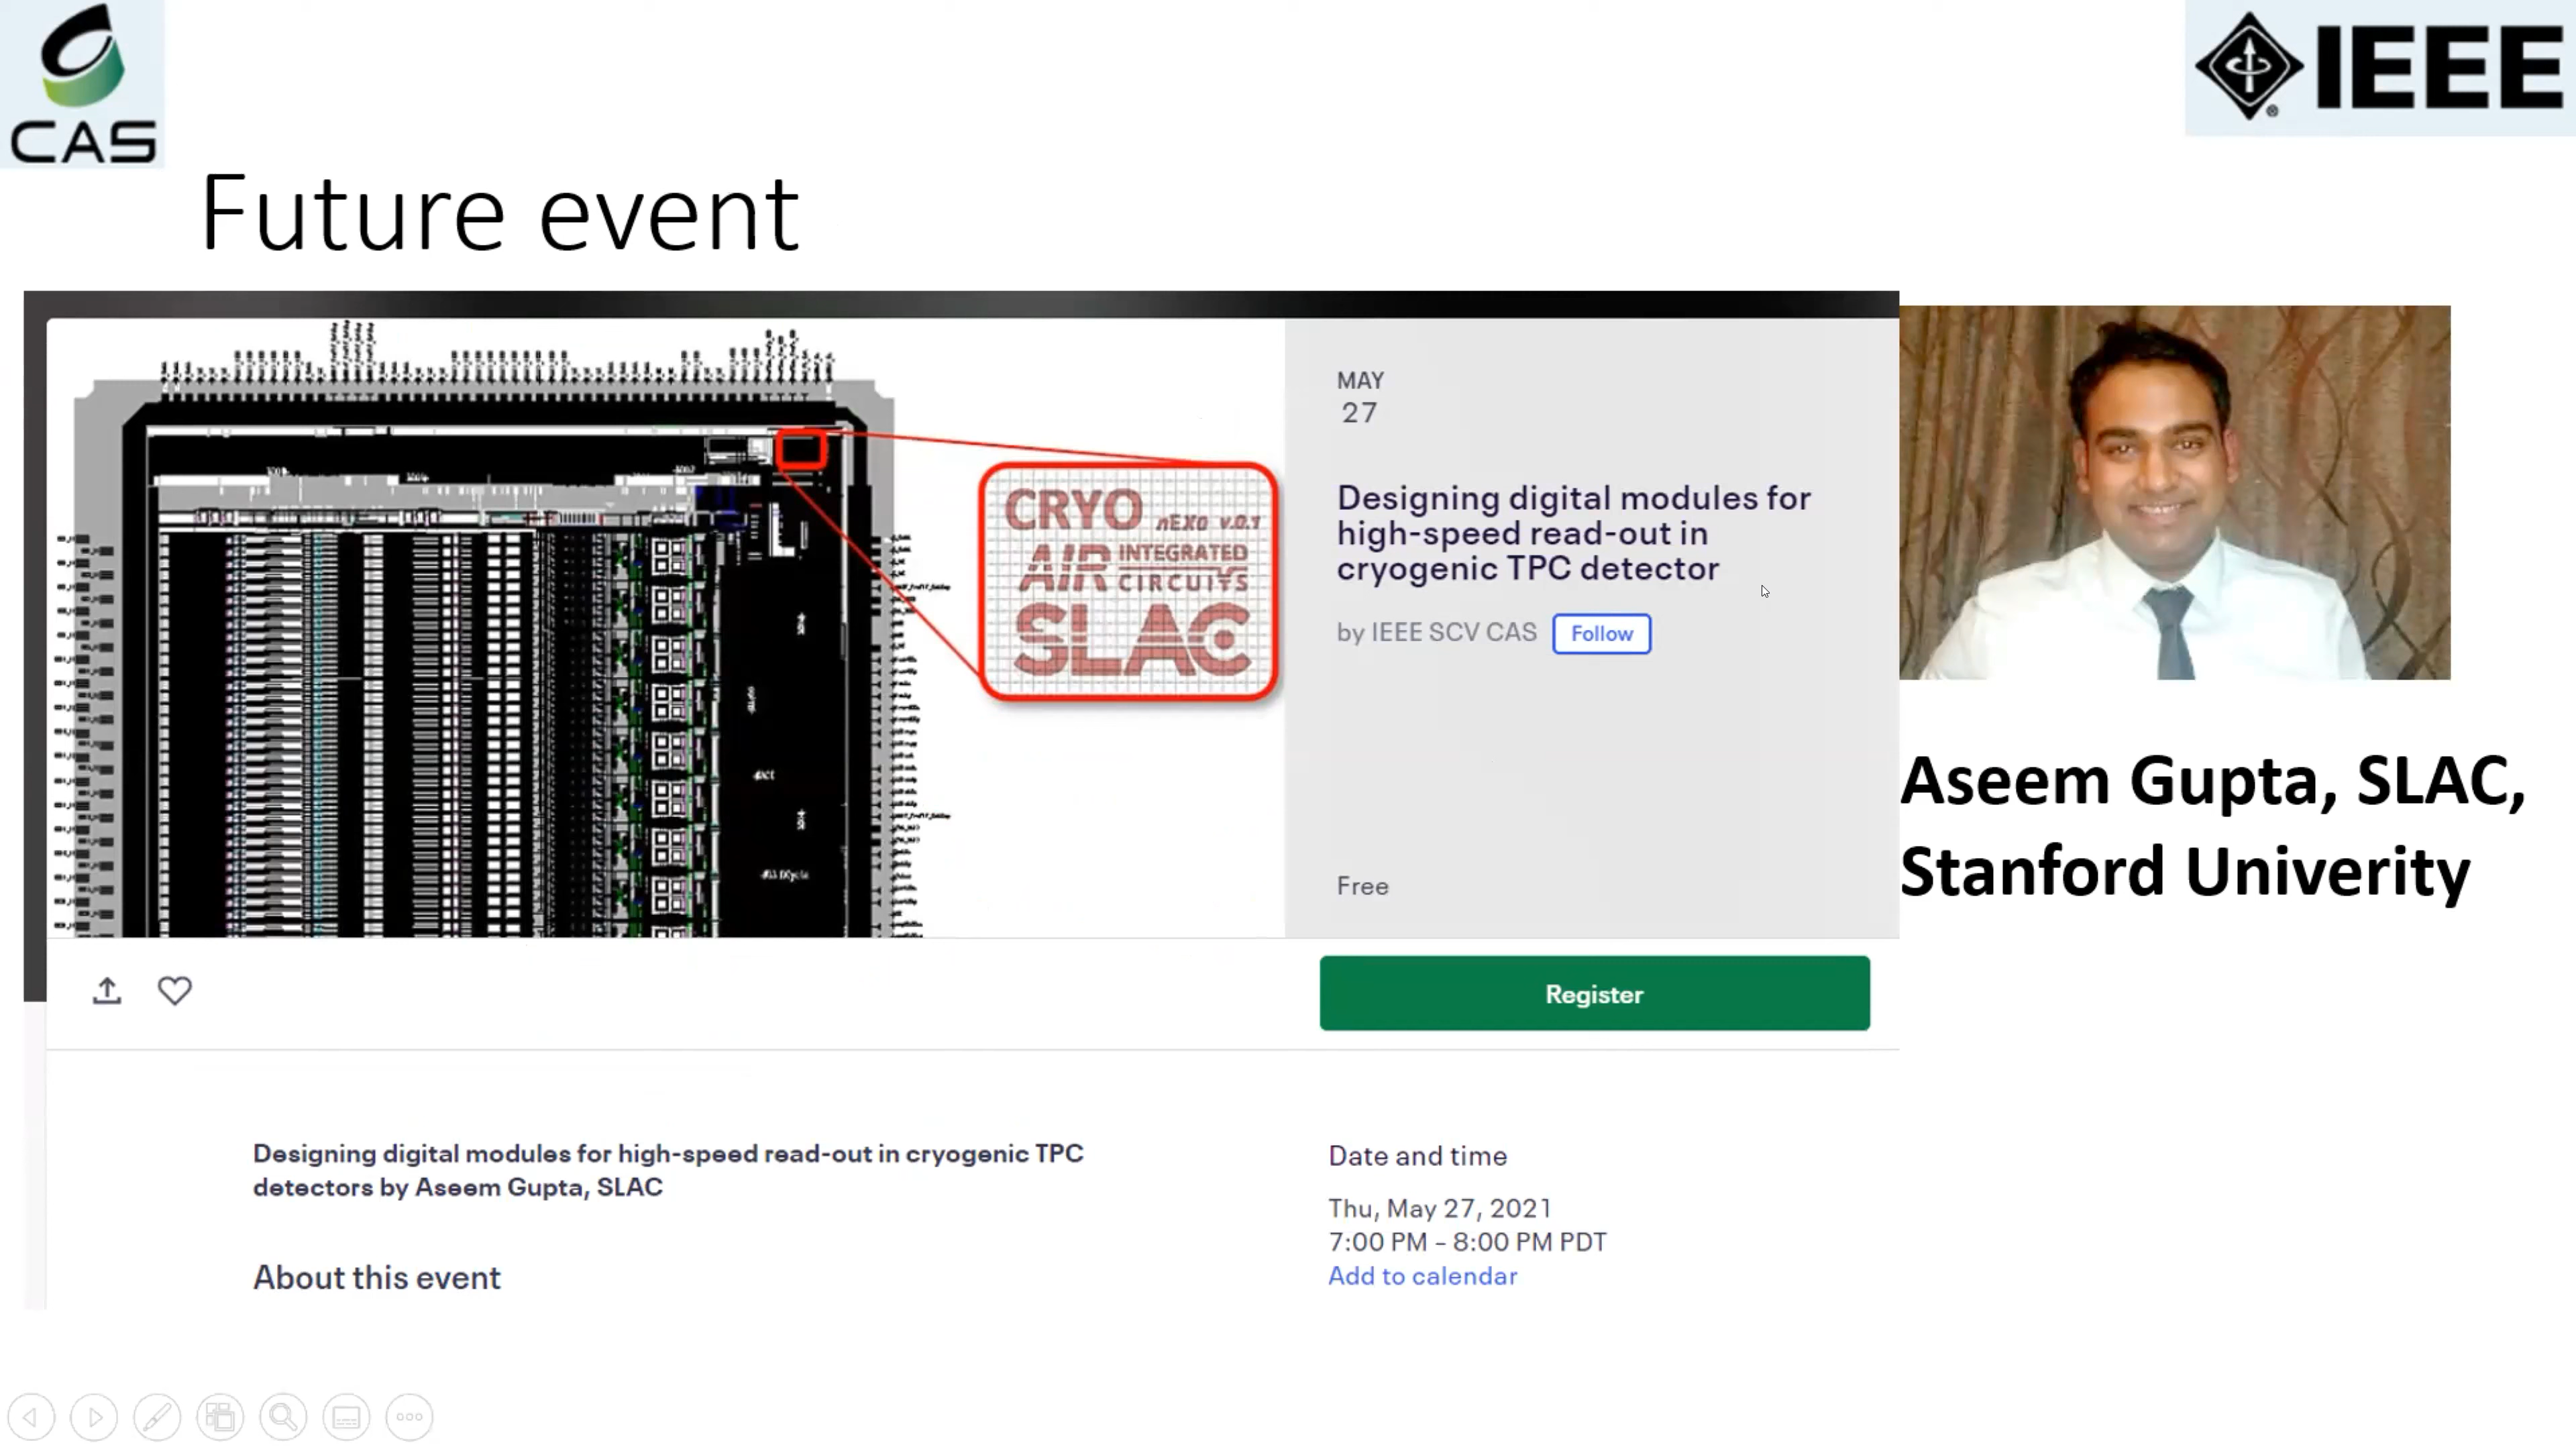 CAS
IEEE
Future event
CRYO nEXo v.0.1
AIR INTEGRATED
CIRCUITS
SLAC
MAY
27
Designing digital modules for
high-speed read-out in
cryogenic TPC detector
by IEEE SCV CAS Follow
Free
Aseem Gupta, SLAC,
Stanford Univerity
Register
Designing digital modules for high-speed read-out in cryogenic TPC
detectors by Aseem Gupta, SLAC
About this event
Date and time
Thu, May 27, 2021
7:00 PM – 8:00 PM PDT
Add to calendar